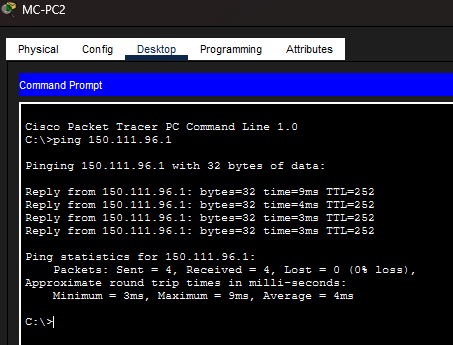 MC-PC2
Physical Config Desktop Programming Attributes
Command Prompt
Cisco Packet Tracer PC Command Line 1.0
C:\>ping 150.111.96.1
Pinging 150.111.96.1 with 32 bytes of data:
Reply from 150.111.96.1: bytes=32 time=9ms TTL=252
Reply from 150.111.96.1: bytes=32 time=4ms TTL=252
Reply from 150.111.96.1: bytes=32 time=3ms TTL=252
Reply from 150.111.96.1: bytes=32 time=3ms TTL=252
Ping statistics for 150.111.96.1:
Packets: Sent = 4, Received = 4, Lost = 0 (0% loss),
Approximate round trip times in milli-seconds:
Minimum = 3ms, Maximum = 9ms, Average = 4ms
C:\>